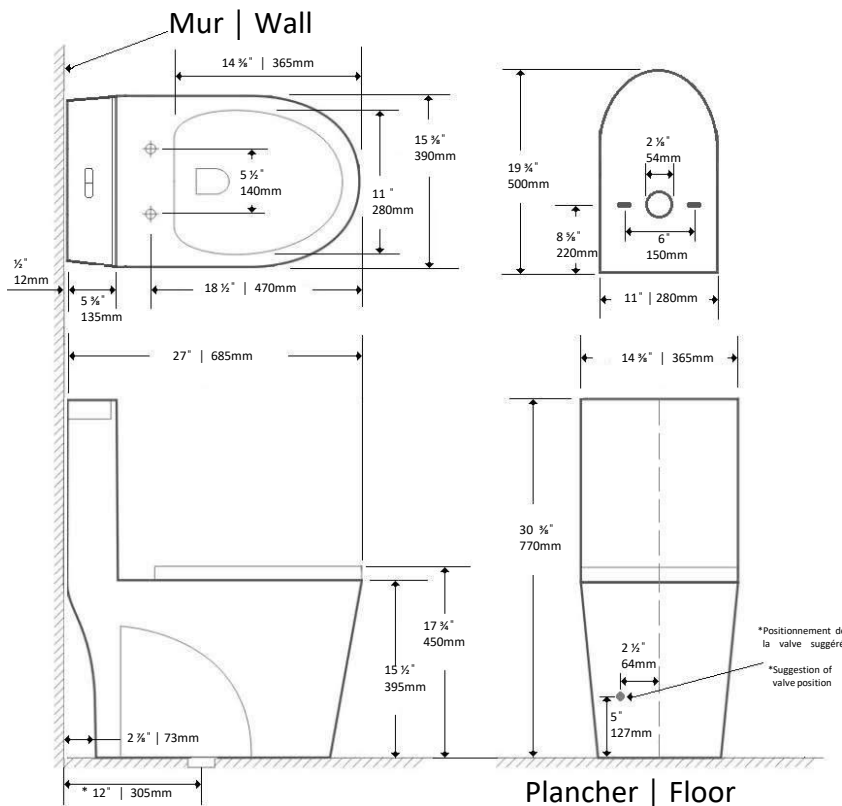 Mur | Wall
14 ⅜" | 365mm
15 ⅜"
390mm
5 ½"
140mm
11"
280mm
½"
12mm
5 ⅜"
135mm
18 ½" | 470mm
27" | 685mm
19 ¾"
500mm
2 ⅛"
54mm
8 ⅝"
220mm
6"
150mm
11" | 280mm
14 ⅜" | 365mm
30 ⅜"
770mm
17 ¾"
450mm
15 ½"
395mm
2 ⅞" | 73mm
* 12" | 305mm
2 ½"
64mm
5"
127mm
*Positionnement de
la valve suggéré
*Suggestion of
valve position
Plancher | Floor